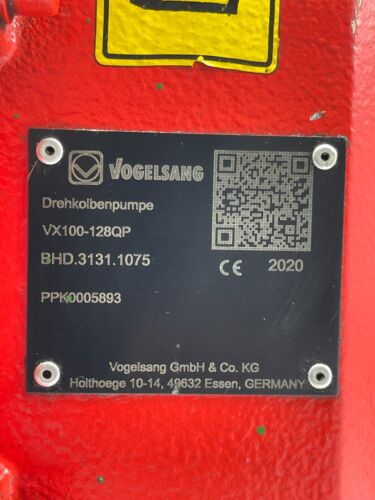 VOGELSANG
Drehkolbenpumpe
VX100-128QP
BHD.3131.1075
CE 2020
PPK0005893
Vogelsang GmbH & Co. KG
Holthoege 10-14, 49632 Essen, GERMANY